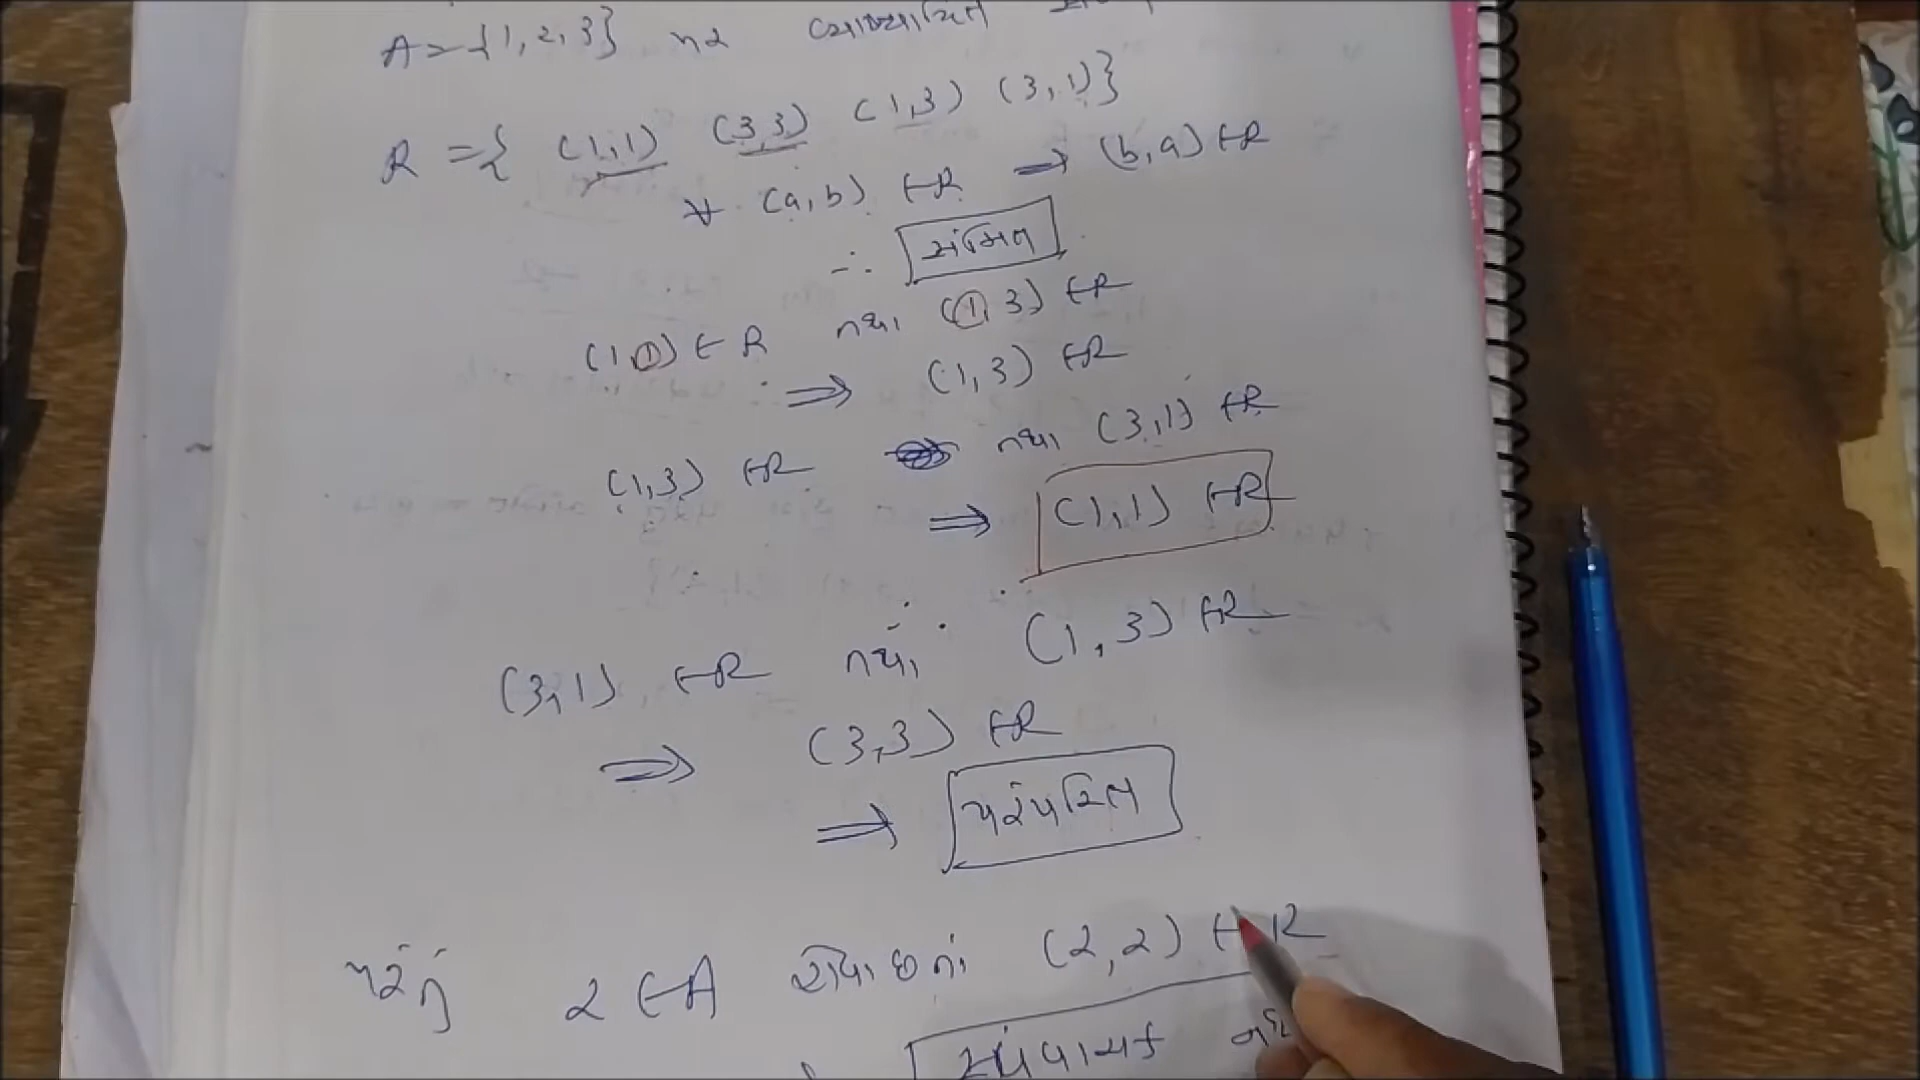 A = {1, 2, 3} પર વ્યાખ્યાયિત
R = { (1,1) (3,3) (1,3) (3,1)}
∀ (a,b) ∈ R ⇒ (b,a) ∈ R
∴ સંમિત
(1,1) ∈ R તથા (1,3) ∈ R
⇒ (1,3) ∈ R
(1,3) ∈ R તથા (3,1) ∈ R
⇒ (1,1) ∈ R
(3,1) ∈ R તથા (1,3) ∈ R
⇒ (3,3) ∈ R
⇒ પરંપરિત
પરંતુ 2 ∈ A હોવા છતાં (2,2) ∈ R
સ્વવાચક